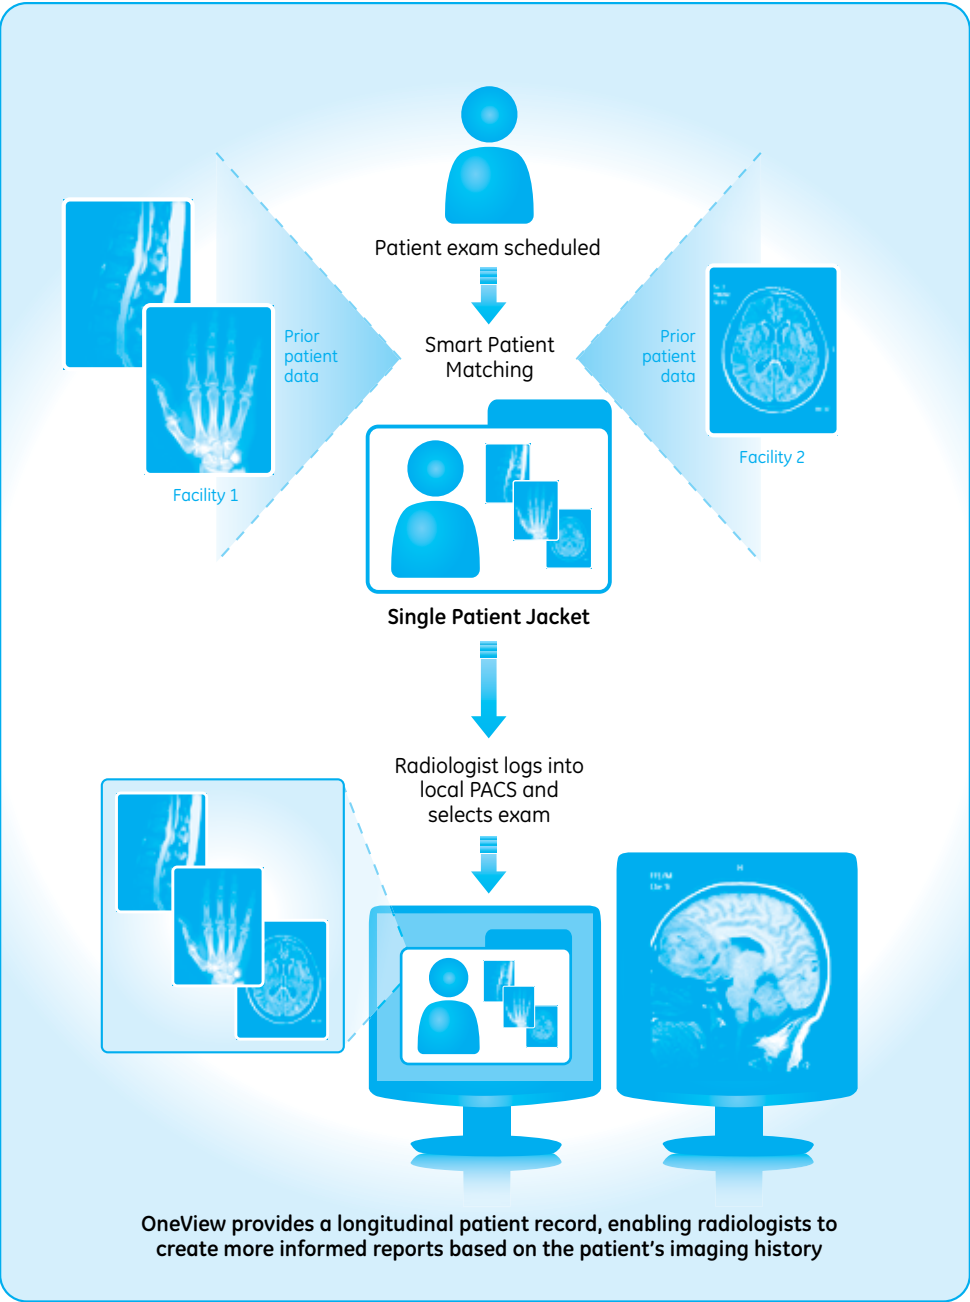 Patient exam scheduled
Smart Patient
Matching
Prior
patient
data
Facility 1
Prior
patient
data
Facility 2
Single Patient Jacket
Radiologist logs into
local PACS and
selects exam
H
OneView provides a longitudinal patient record, enabling radiologists to
create more informed reports based on the patient’s imaging history